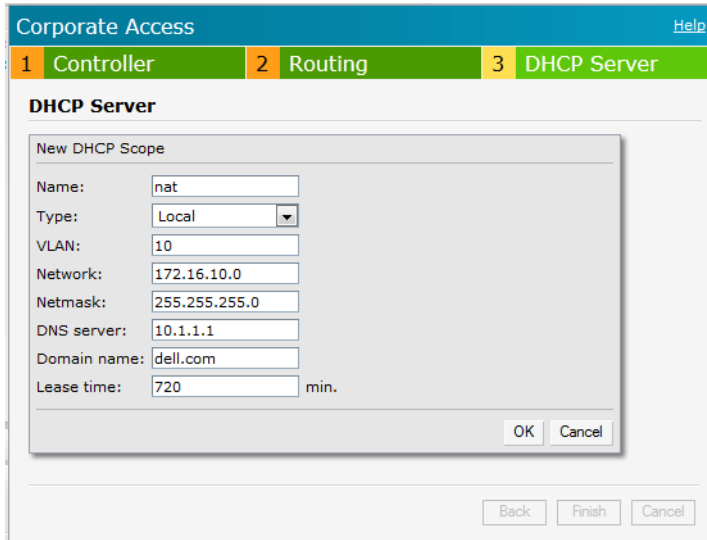 Corporate Access Help
1 Controller 2 Routing 3 DHCP Server
DHCP Server
New DHCP Scope
Name: nat
Type: Local
VLAN: 10
Network: 172.16.10.0
Netmask: 255.255.255.0
DNS server: 10.1.1.1
Domain name: dell.com
Lease time: 720 min.
OK Cancel
Back Finish Cancel